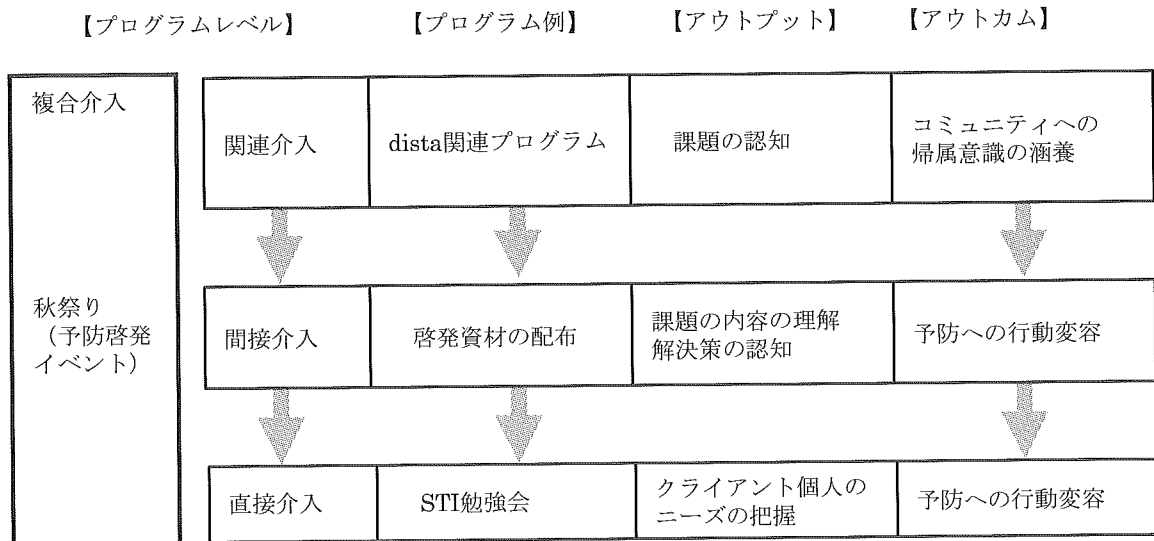 【プログラムレベル】 【プログラム例】 【アウトプット】 【アウトカム】
複合介入
秋祭り
（予防啓発
イベント）
関連介入
dista関連プログラム
課題の認知
コミュニティへの
帰属意識の涵養
間接介入
啓発資材の配布
課題の内容の理解
解決策の認知
予防への行動変容
直接介入
STI勉強会
クライアント個人の
ニーズの把握
予防への行動変容